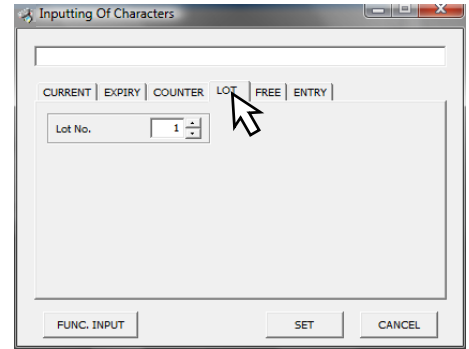 Inputting Of Characters
CURRENT EXPIRY COUNTER LOT FREE ENTRY
Lot No. 1
FUNC. INPUT SET CANCEL